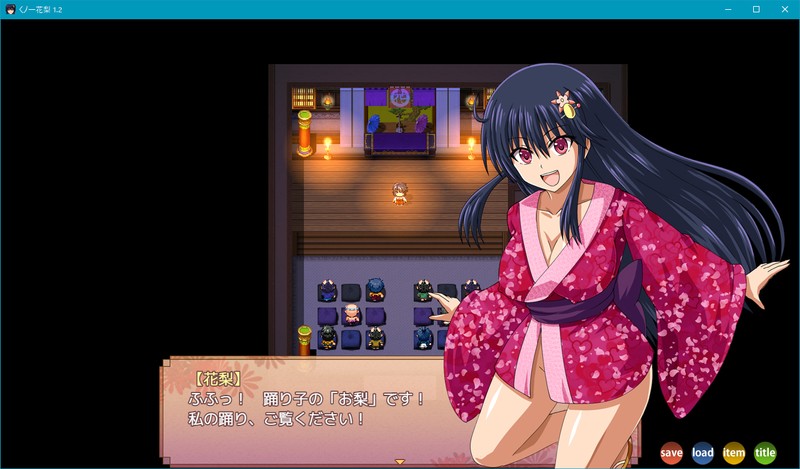 くノ一花梨 1.2
花
【花梨】
ふふっ！　踊り子の「お梨」です！
私の踊り、ご覧ください！
save load item title